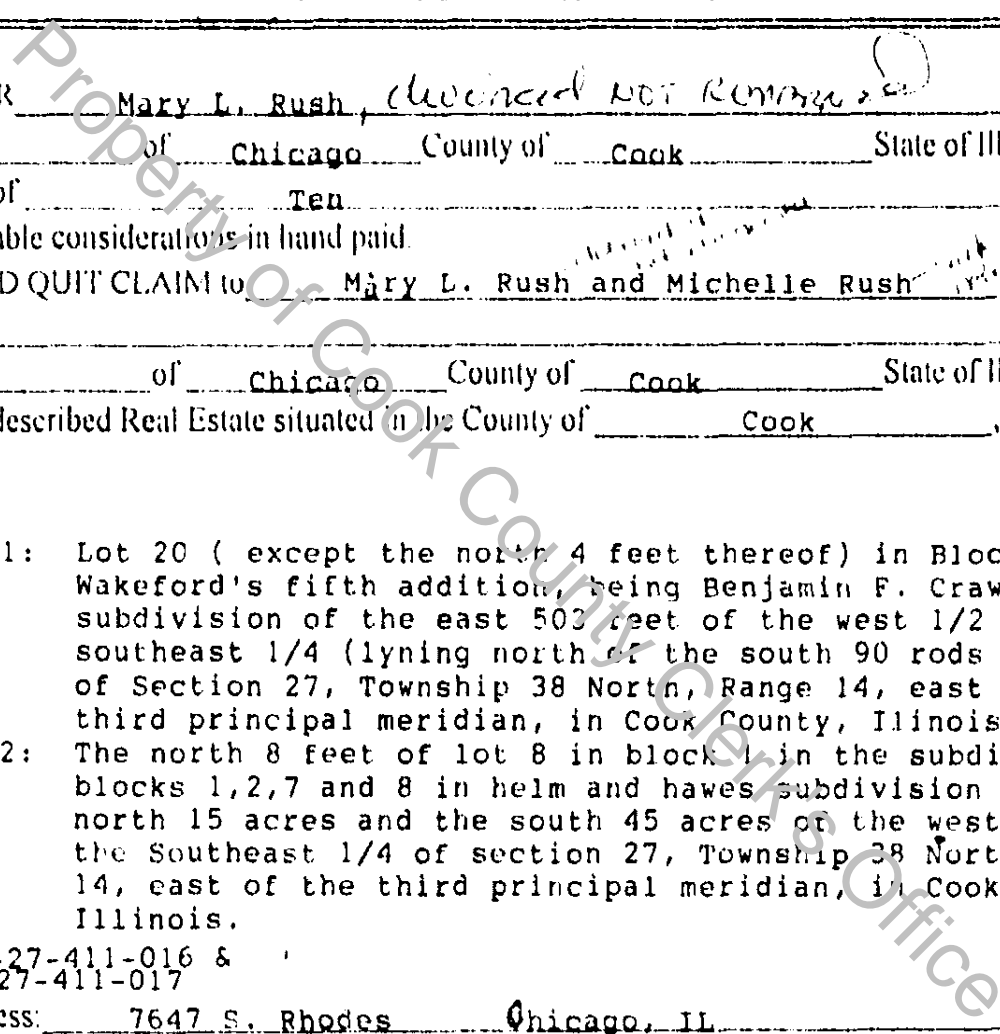 R Mary L. Rush, divorced NOT Remarried
of Chicago County of Cook State of Ill
of Ten
able considerations in hand paid.
D QUIT CLAIM to Mary L. Rush and Michelle Rush
of Chicago County of Cook State of Il
described Real Estate situated in the County of Cook,
1: Lot 20 ( except the north 4 feet thereof) in Bloc
Wakeford's fifth addition, being Benjamin F. Craw
subdivision of the east 503 feet of the west 1/2
southeast 1/4 (lyning north of the south 90 rods
of Section 27, Township 38 North, Range 14, east
third principal meridian, in Cook County, Ilinois
2: The north 8 feet of lot 8 in block 1 in the subdi
blocks 1,2,7 and 8 in helm and hawes subdivision
north 15 acres and the south 45 acres of the west
the Southeast 1/4 of section 27, Township 38 Nort
14, east of the third principal meridian, in Cook
Illinois.
-27-411-016 &
27-411-017
ess: 7647 S. Rhodes Chicago, IL
Property of Cook County Clerk's Office